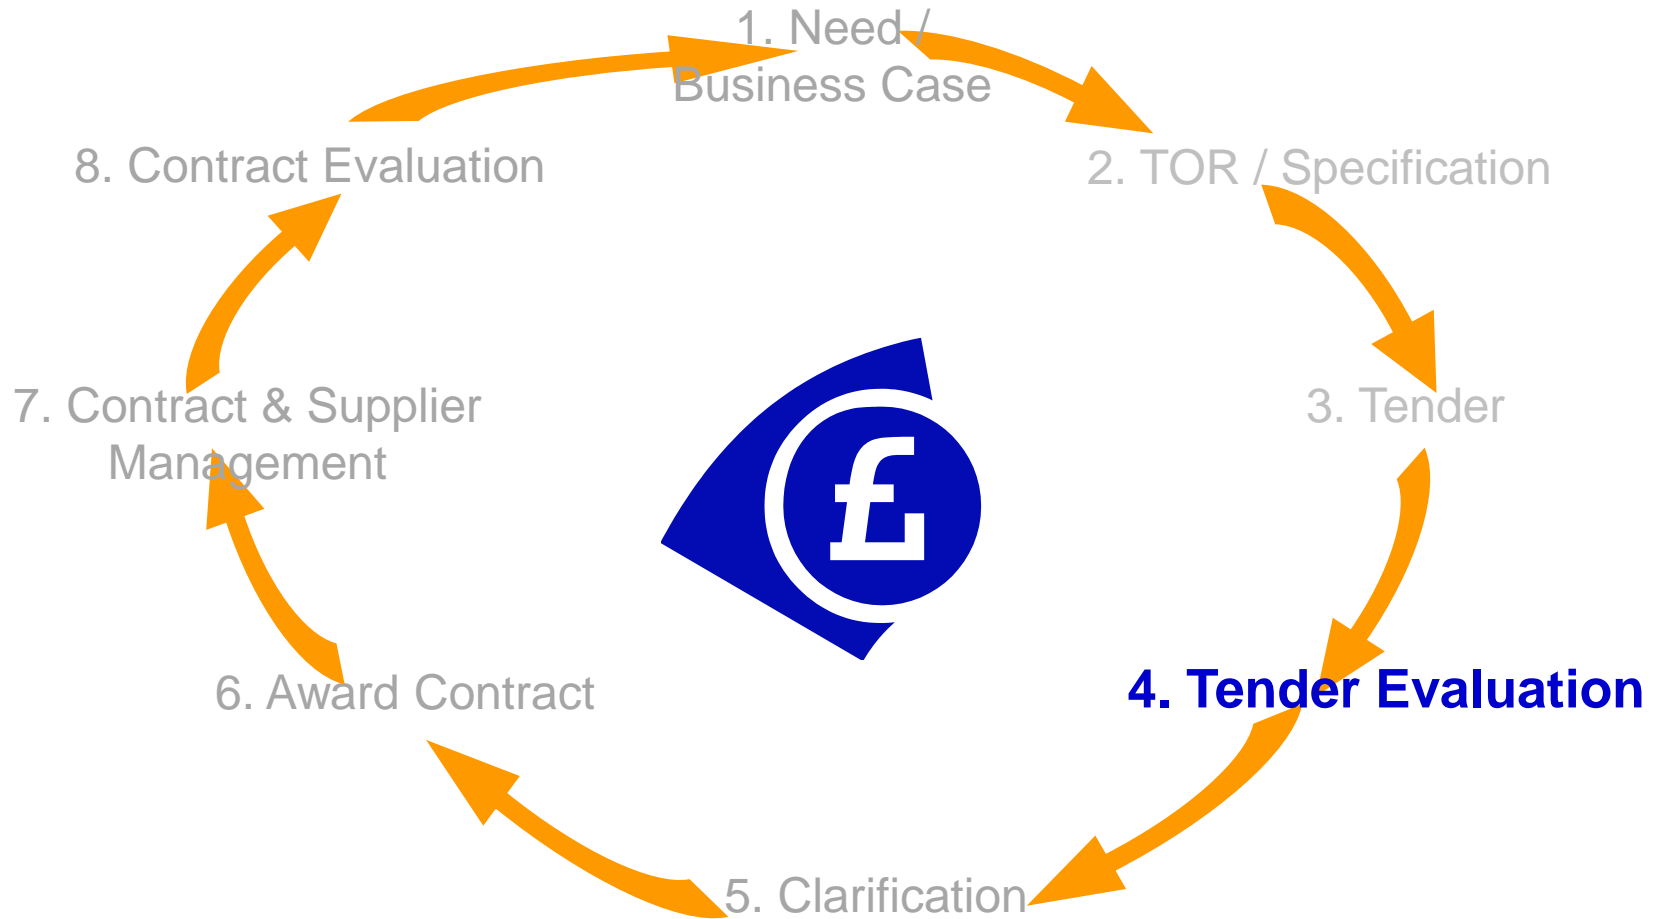 1. Need /
Business Case
2. TOR / Specification
3. Tender
4. Tender Evaluation
5. Clarification
6. Award Contract
7. Contract & Supplier
Management
8. Contract Evaluation
£